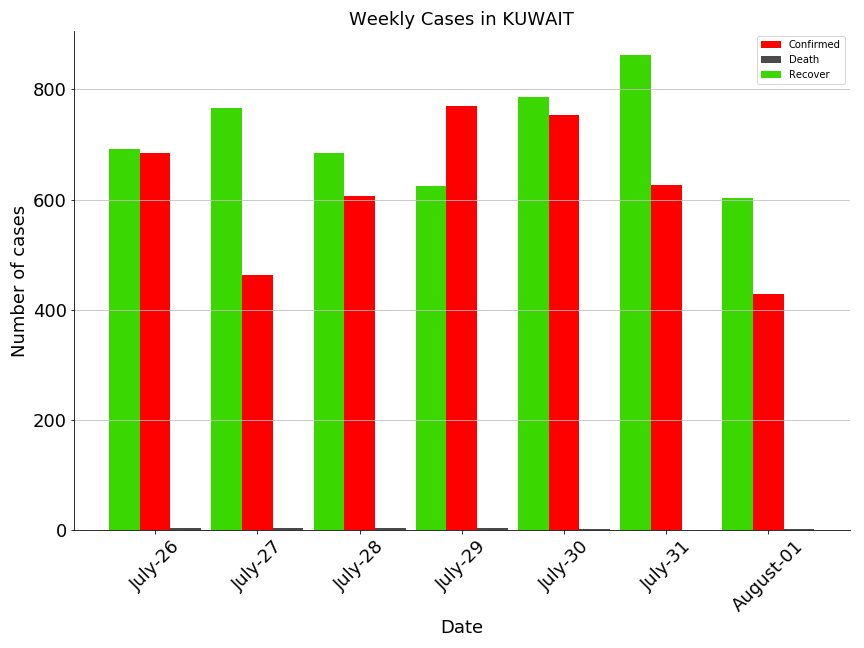 Weekly Cases in KUWAIT
Confirmed
Death
Recover
800
600
400
200
0
Number of cases
July-26
July-27
July-28
July-29
July-30
July-31
August-01
Date